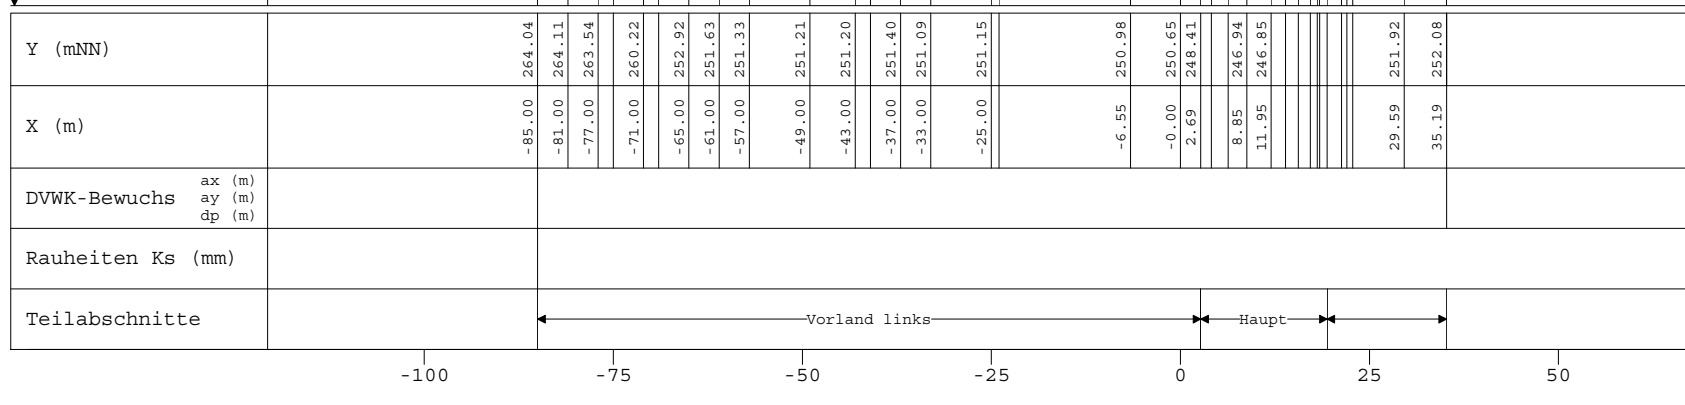 Y (mNN) 264.04 264.11 263.54 260.22 252.92 251.63 251.33 251.21 251.20 251.40 251.09 251.15 250.98 250.65 248.41 246.94 246.85 251.92 252.08
X (m) -85.00 -81.00 -77.00 -71.00 -65.00 -61.00 -57.00 -49.00 -43.00 -37.00 -33.00 -25.00 -6.55 -0.00 2.69 8.85 11.95 29.59 35.19
DVWK-Bewuchs ax (m)
ay (m)
dp (m)
Rauheiten Ks (mm)
Teilabschnitte Vorland links Haupt
-100 -75 -50 -25 0 25 50